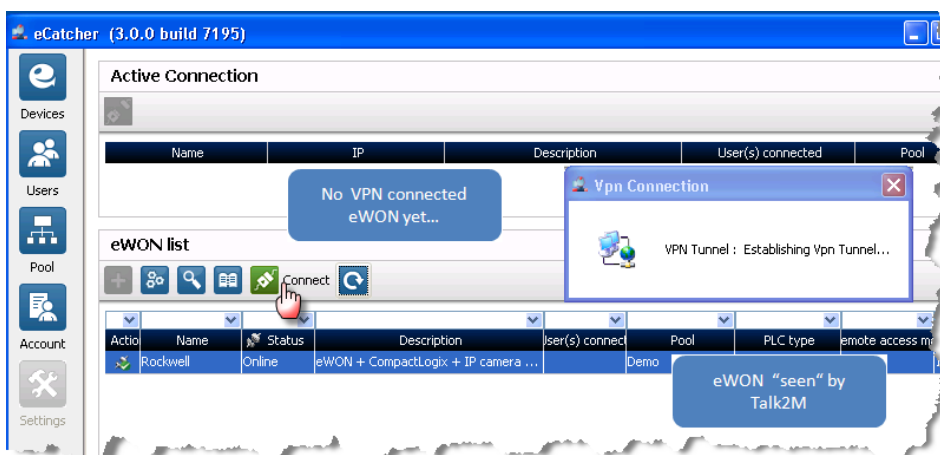 eCatcher (3.0.0 build 7195)
Devices
Users
Pool
Account
Settings
Active Connection
Name IP Description User(s) connected Pool
No VPN connected
eWON yet...
Vpn Connection
VPN Tunnel : Establishing Vpn Tunnel...
eWON list
Connect
Actio Name Status Description Jser(s) connect Pool PLC type emote access m
Rockwell Online eWON + CompactLogix + IP camera ... Demo
eWON "seen" by
Talk2M